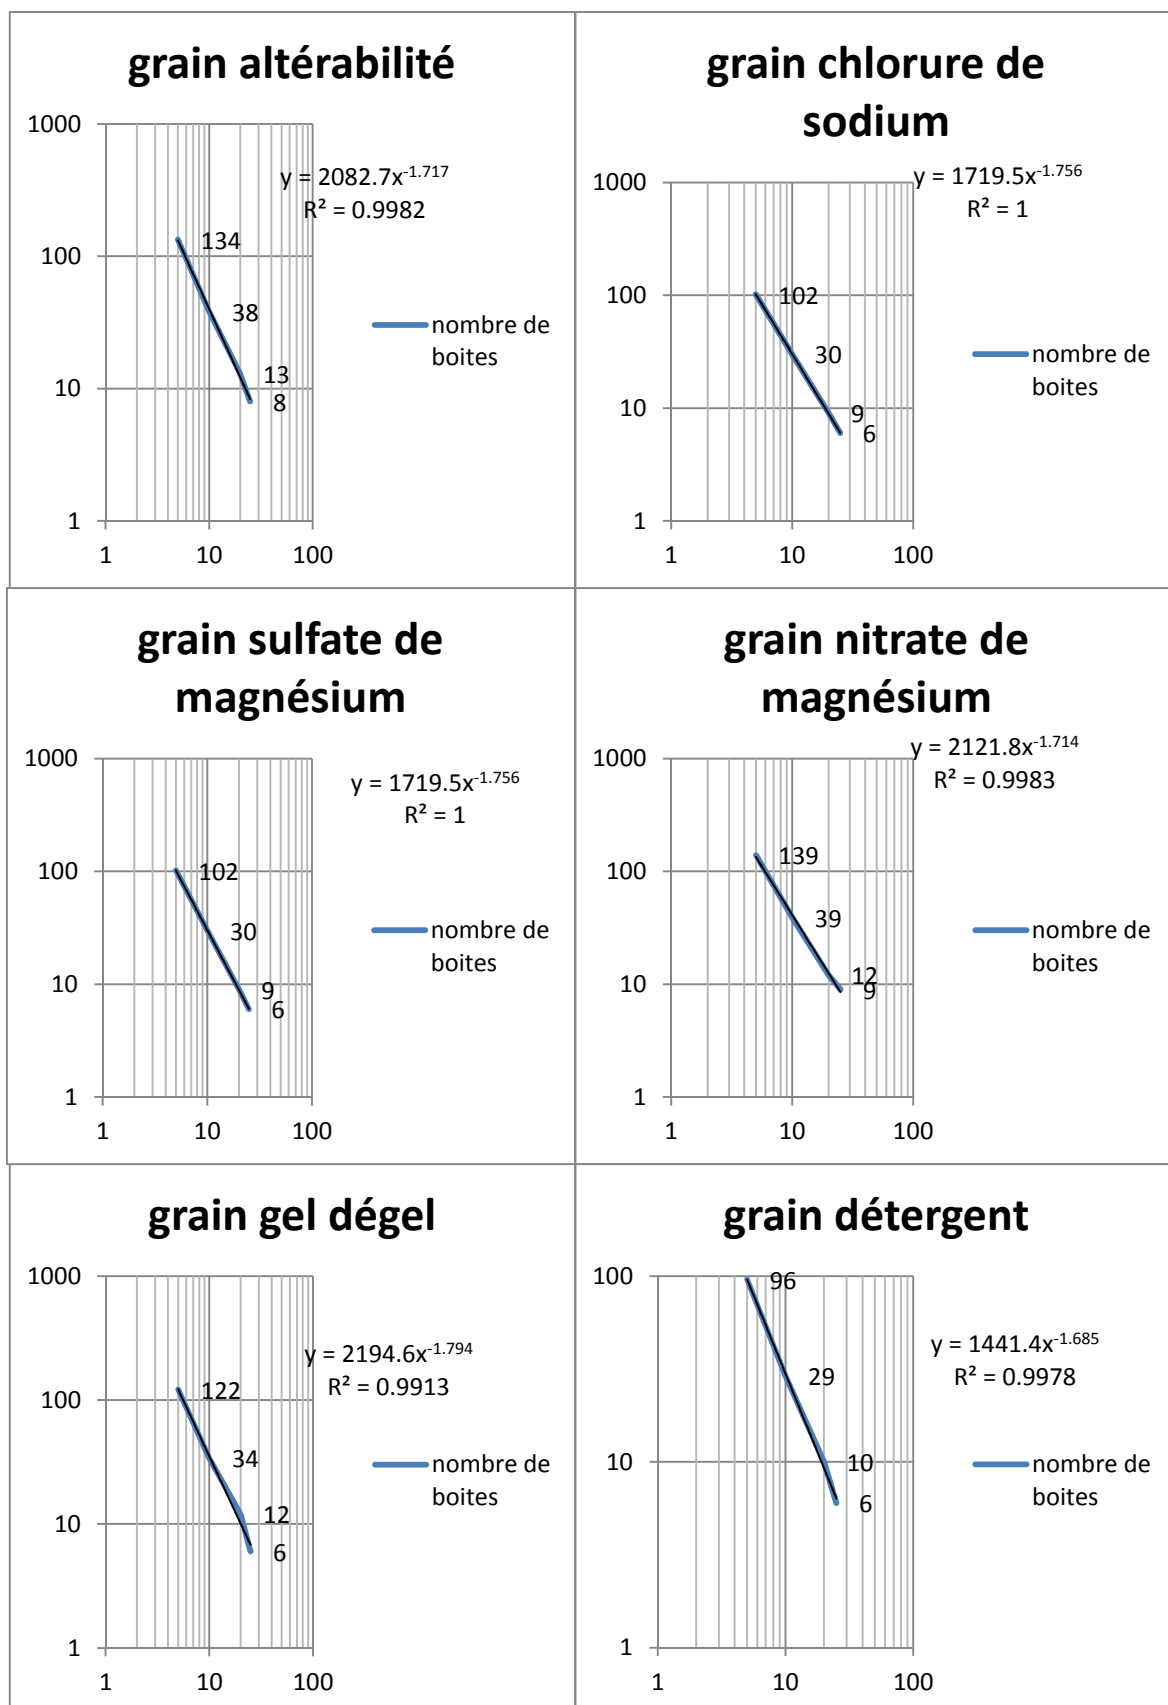 grain altérabilité
1000
100
10
1
1
10
100
y = 2082.7x^-1.717
R² = 0.9982
134
38
13
8
nombre de
boites
grain chlorure de
sodium
1000
100
10
1
1
10
100
y = 1719.5x^-1.756
R² = 1
102
30
9
6
nombre de
boites
grain sulfate de
magnésium
1000
100
10
1
1
10
100
y = 1719.5x^-1.756
R² = 1
102
30
9
6
nombre de
boites
grain nitrate de
magnésium
1000
100
10
1
1
10
100
y = 2121.8x^-1.714
R² = 0.9983
139
39
12
9
nombre de
boites
grain gel dégel
1000
100
10
1
1
10
100
y = 2194.6x^-1.794
R² = 0.9913
122
34
12
6
nombre de
boites
grain détergent
100
10
1
1
10
100
y = 1441.4x^-1.685
R² = 0.9978
96
29
10
6
nombre de
boites